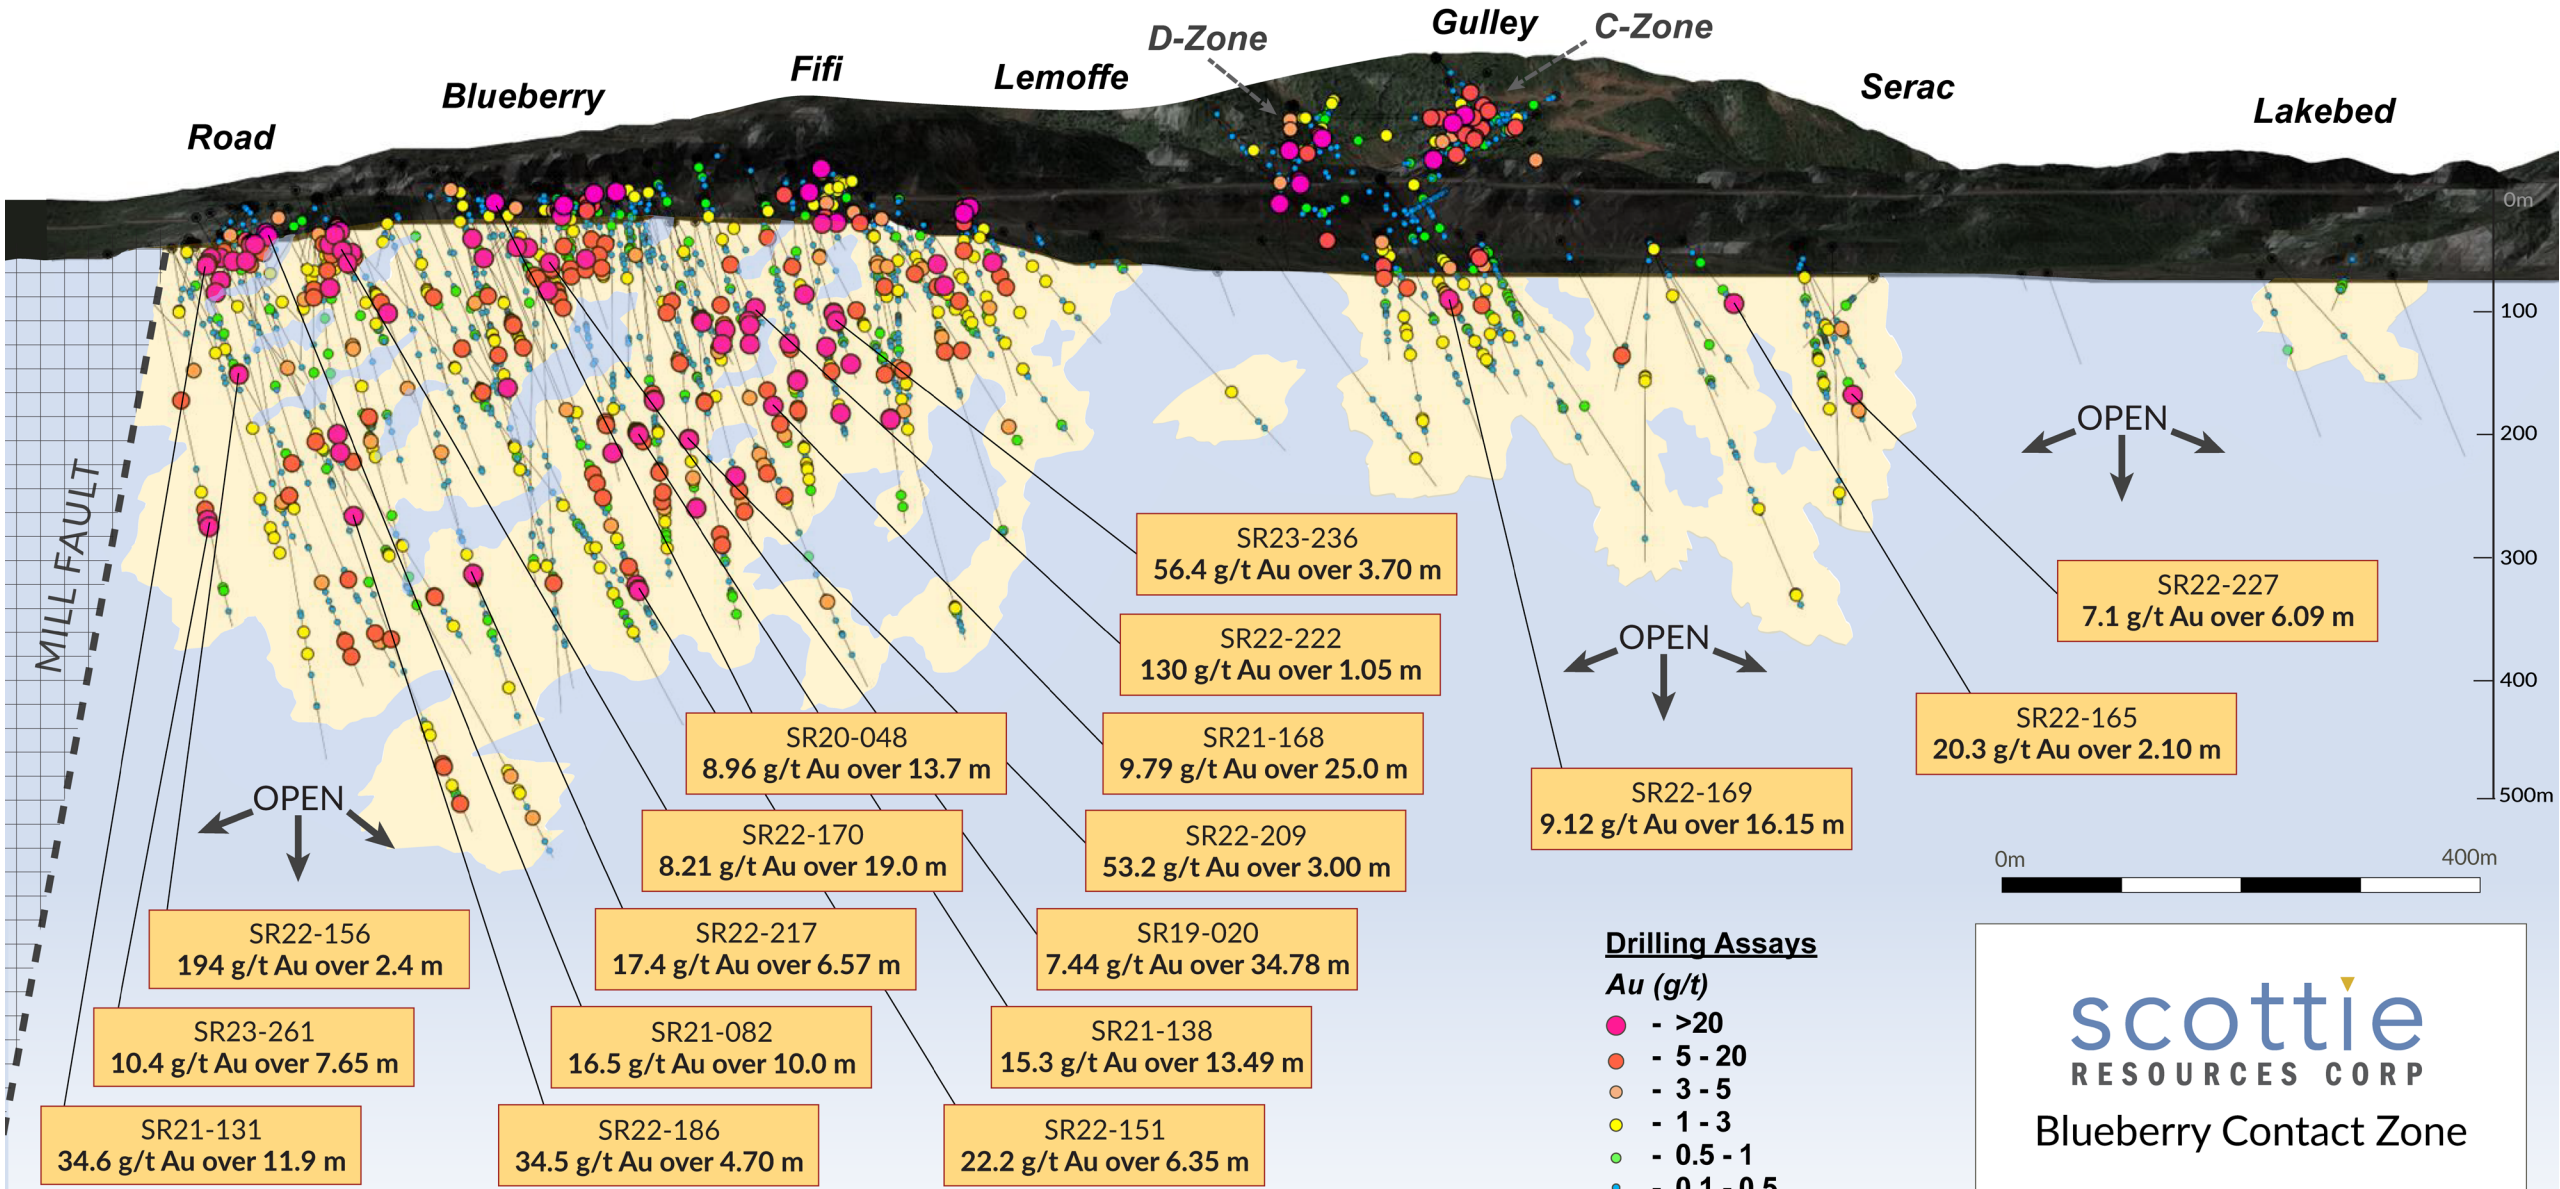 Gulley
C-Zone
D-Zone
Fifi
Lemoffe
Serac
Blueberry
Lakebed
Road
0m
100
200
300
400
500m
MILL FAULT
OPEN
OPEN
OPEN
SR23-236
56.4 g/t Au over 3.70 m
SR22-222
130 g/t Au over 1.05 m
SR22-227
7.1 g/t Au over 6.09 m
SR22-165
20.3 g/t Au over 2.10 m
SR20-048
8.96 g/t Au over 13.7 m
SR21-168
9.79 g/t Au over 25.0 m
SR22-169
9.12 g/t Au over 16.15 m
SR22-170
8.21 g/t Au over 19.0 m
SR22-209
53.2 g/t Au over 3.00 m
SR22-156
194 g/t Au over 2.4 m
SR22-217
17.4 g/t Au over 6.57 m
SR19-020
7.44 g/t Au over 34.78 m
SR23-261
10.4 g/t Au over 7.65 m
SR21-082
16.5 g/t Au over 10.0 m
SR21-138
15.3 g/t Au over 13.49 m
SR21-131
34.6 g/t Au over 11.9 m
SR22-186
34.5 g/t Au over 4.70 m
SR22-151
22.2 g/t Au over 6.35 m
0m 400m
Drilling Assays
Au (g/t)
- >20
- 5 - 20
- 3 - 5
- 1 - 3
- 0.5 - 1
- 0.1 - 0.5
scottie
RESOURCES CORP
Blueberry Contact Zone